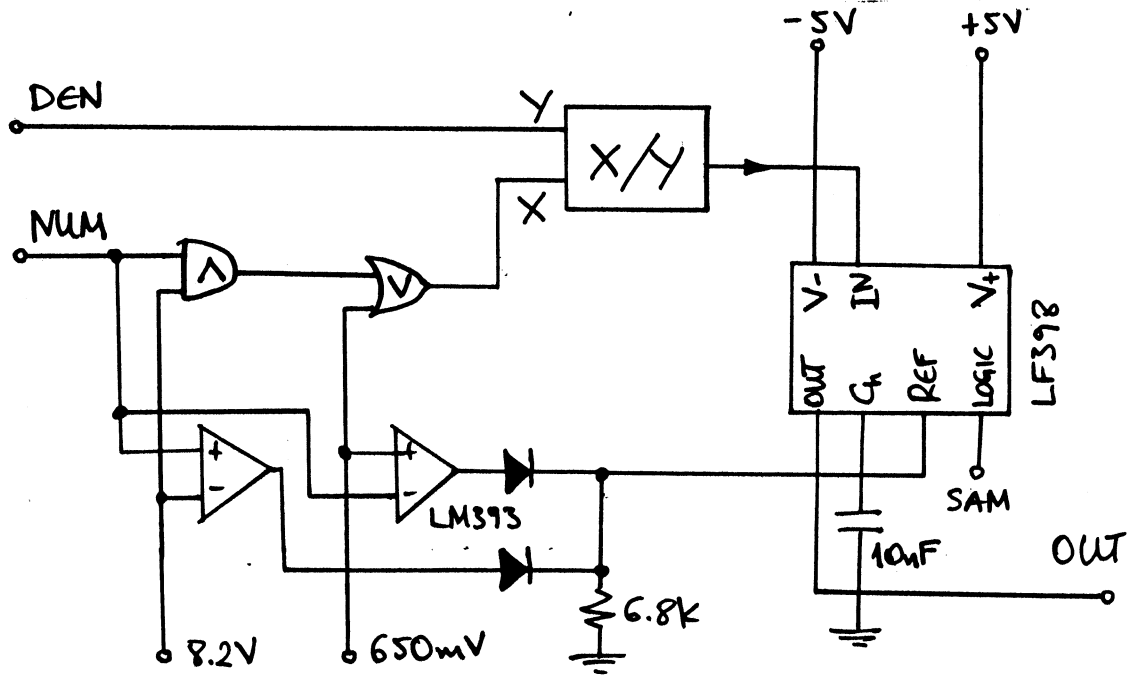 -5V
+5V
DEN
Y
X/Y
X
NUM
Λ
V
V-
IN
V+
LF398
OUT
Ch
REF
LOGIC
+
-
+
-
LM393
SAM
10nF
OUT
6.8K
8.2V
650mV